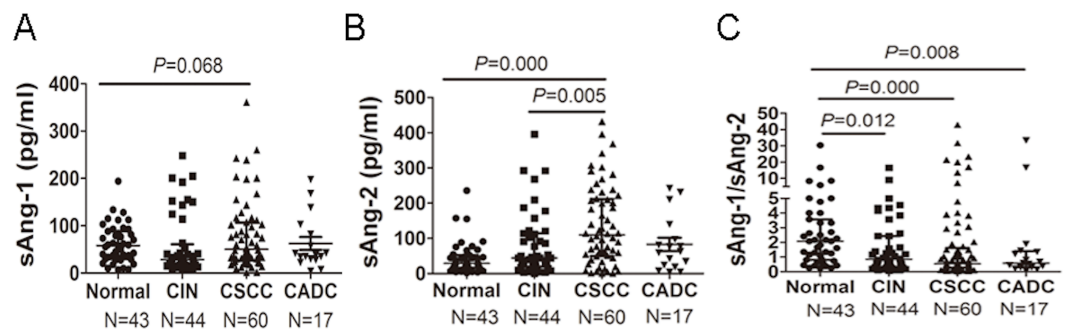 A
P=0.068
sAng-1 (pg/ml)
400
300
200
100
0
Normal CIN CSCC CADC
N=43 N=44 N=60 N=17
B
P=0.000
P=0.005
sAng-2 (pg/ml)
500
400
300
200
100
0
Normal CIN CSCC CADC
N=43 N=44 N=60 N=17
C
P=0.008
P=0.000
P=0.012
sAng-1/sAng-2
50
40
30
20
10
5
4
3
2
1
0
Normal CIN CSCC CADC
N=43 N=44 N=60 N=17